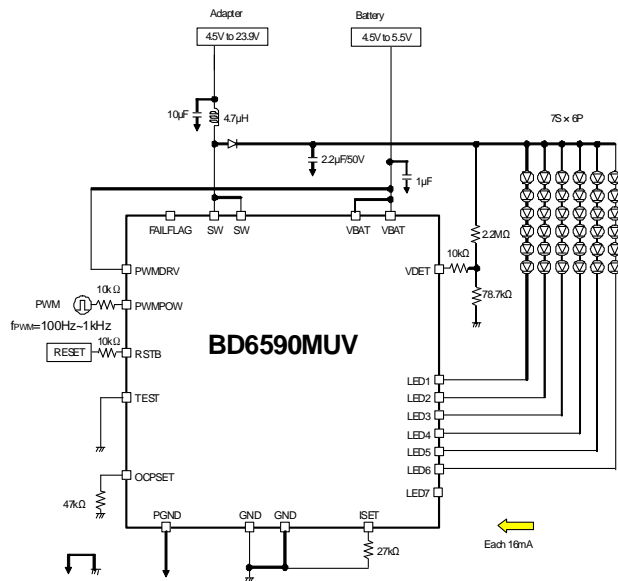 Adapter
Battery
4.5V to 23.9V
4.5V to 5.5V
10µF
4.7µH
7S × 6P
2.2µF/50V
1µF
FAILFLAG
SW
SW
VBAT
VBAT
2.2MΩ
PWMDRV
VDET
10kΩ
10kΩ
PWM
PWMPOW
78.7kΩ
fPWM=100Hz~1kHz
10kΩ
BD6590MUV
RESET
RSTB
LED1
TEST
LED2
LED3
LED4
LED5
OCPSET
LED6
LED7
47kΩ
PGND
GND
GND
ISET
27kΩ
Each 16mA